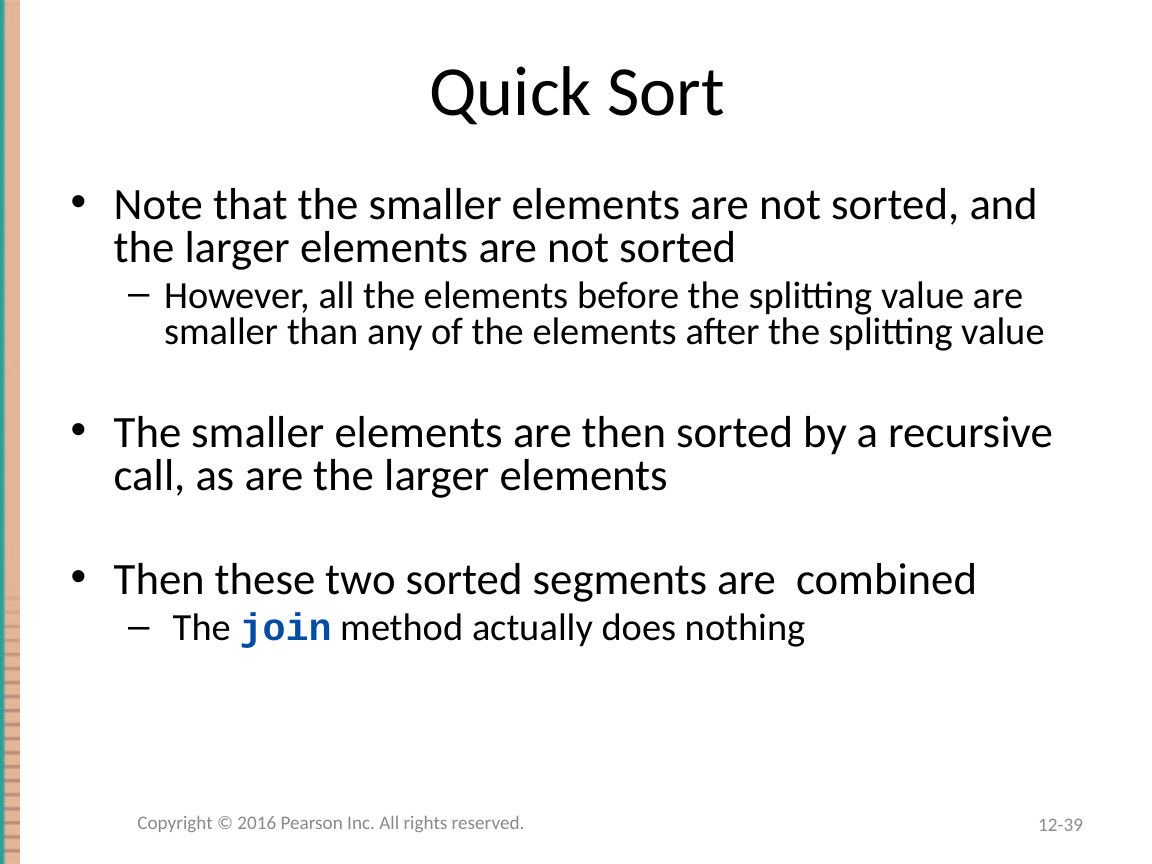 Quick Sort
• Note that the smaller elements are not sorted, and
the larger elements are not sorted
– However, all the elements before the splitting value are
smaller than any of the elements after the splitting value
• The smaller elements are then sorted by a recursive
call, as are the larger elements
• Then these two sorted segments are  combined
– The join method actually does nothing
Copyright © 2016 Pearson Inc. All rights reserved.
12-39